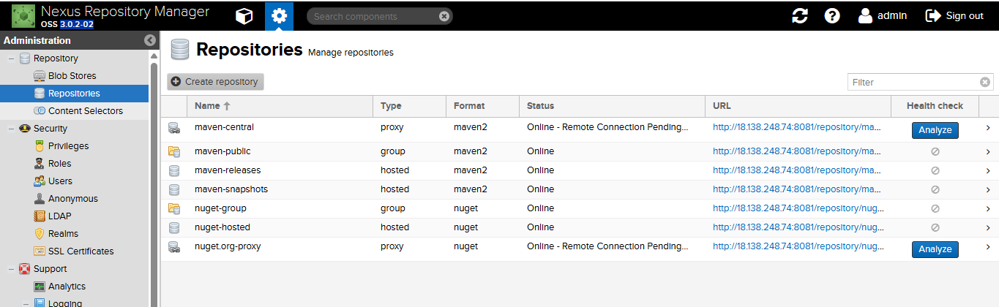 Nexus Repository Manager
OSS 3.0.2-02
Search components
admin
Sign out
Administration
Repository
Blob Stores
Repositories
Content Selectors
Security
Privileges
Roles
Users
Anonymous
LDAP
Realms
SSL Certificates
Support
Analytics
Logging
Repositories Manage repositories
Create repository
Filter
Name Type Format Status URL Health check
maven-central proxy maven2 Online - Remote Connection Pending... http://18.138.248.74:8081/repository/ma... Analyze
maven-public group maven2 Online http://18.138.248.74:8081/repository/ma...
maven-releases hosted maven2 Online http://18.138.248.74:8081/repository/ma...
maven-snapshots hosted maven2 Online http://18.138.248.74:8081/repository/ma...
nuget-group group nuget Online http://18.138.248.74:8081/repository/nug...
nuget-hosted hosted nuget Online http://18.138.248.74:8081/repository/nug...
nuget.org-proxy proxy nuget Online - Remote Connection Pending... http://18.138.248.74:8081/repository/nug... Analyze